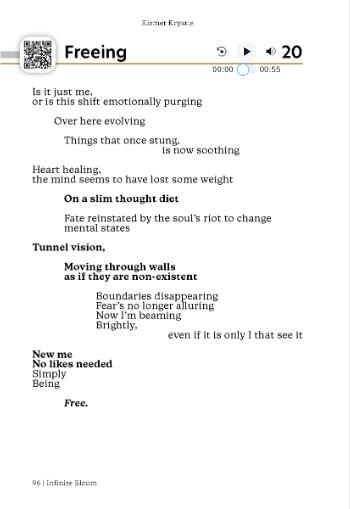 Kismet Krystle
Freeing
20
00:00
00:55
Is it just me,
or is this shift emotionally purging
Over here evolving
Things that once stung,
is now soothing
Heart healing,
the mind seems to have lost some weight
On a slim thought diet
Fate reinstated by the soul's riot to change
mental states
Tunnel vision,
Moving through walls
as if they are non-existent
Boundaries disappearing
Fear's no longer alluring
Now I'm beaming
Brightly,
even if it is only I that see it
New me
No likes needed
Simply
Being
Free.
96 | Infinite Bloom